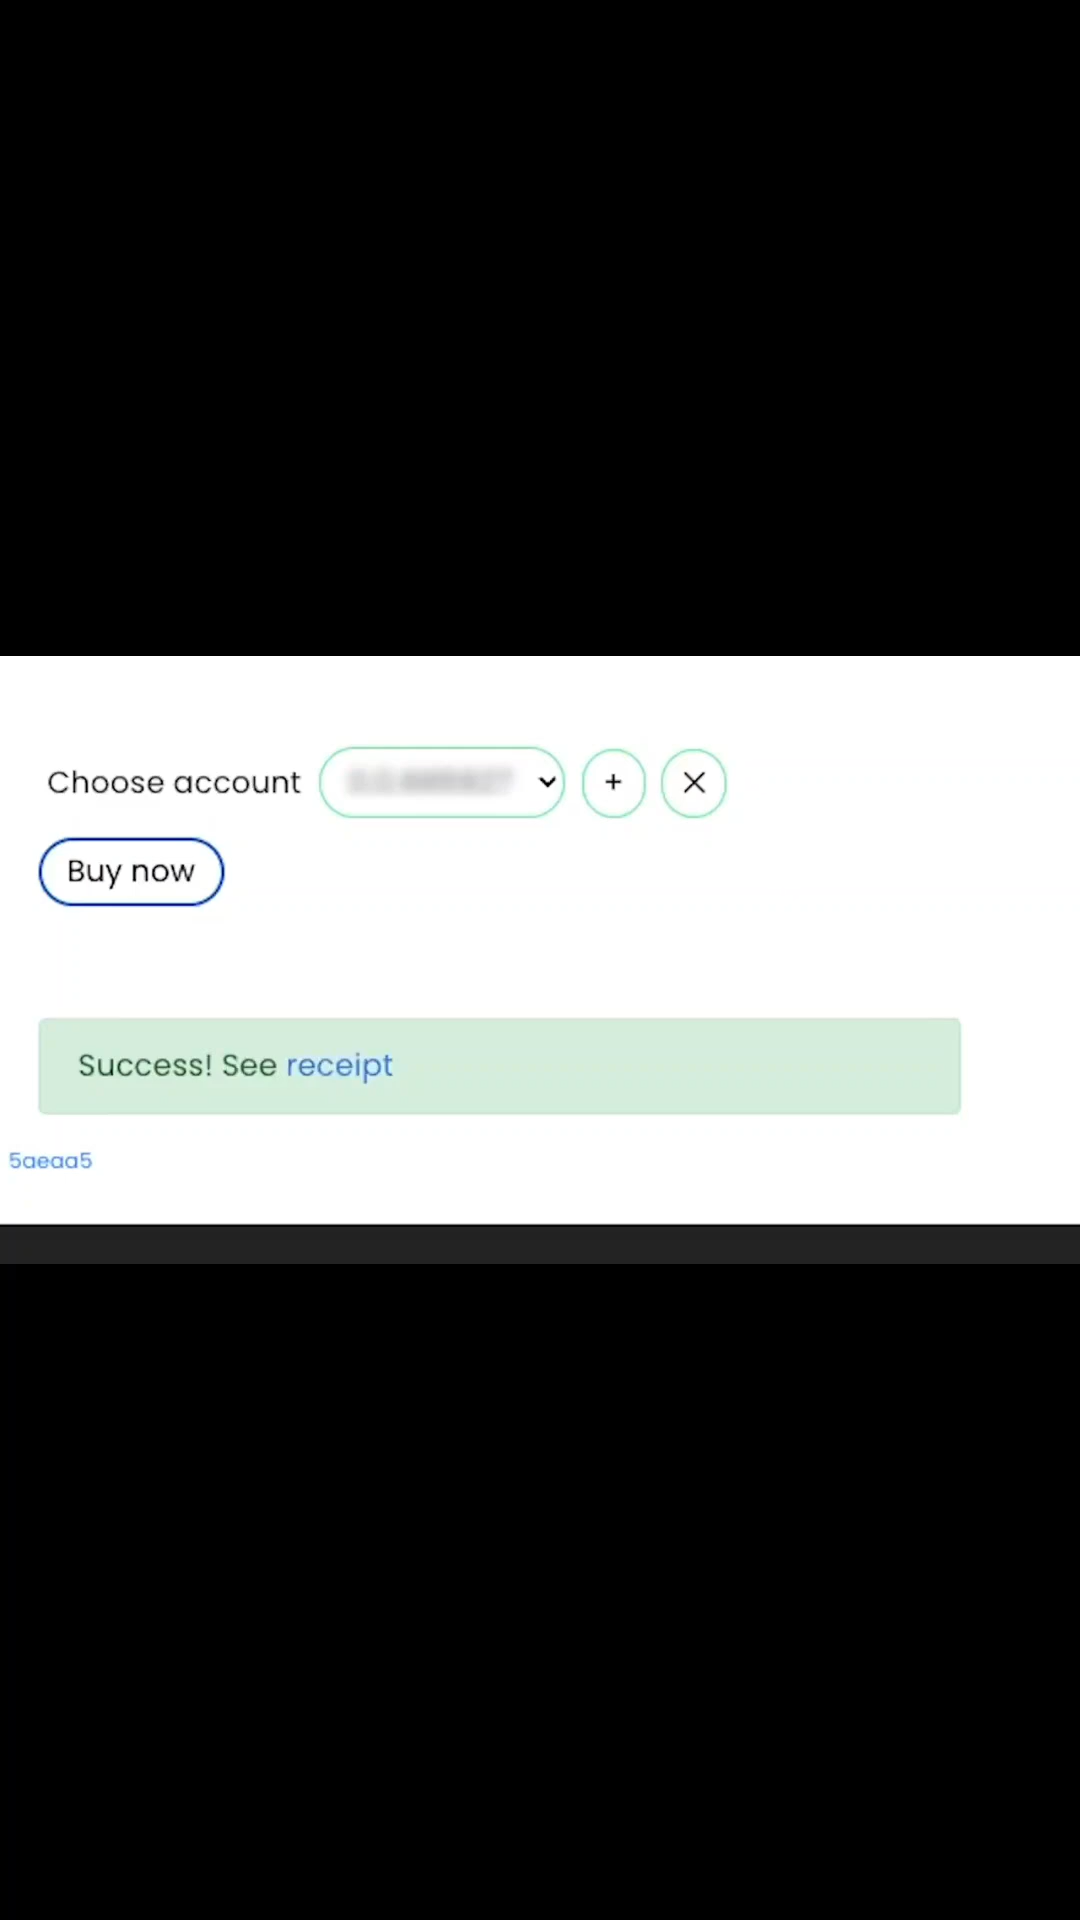 Choose account
+ ×
Buy now
Success! See receipt
5aeaa5